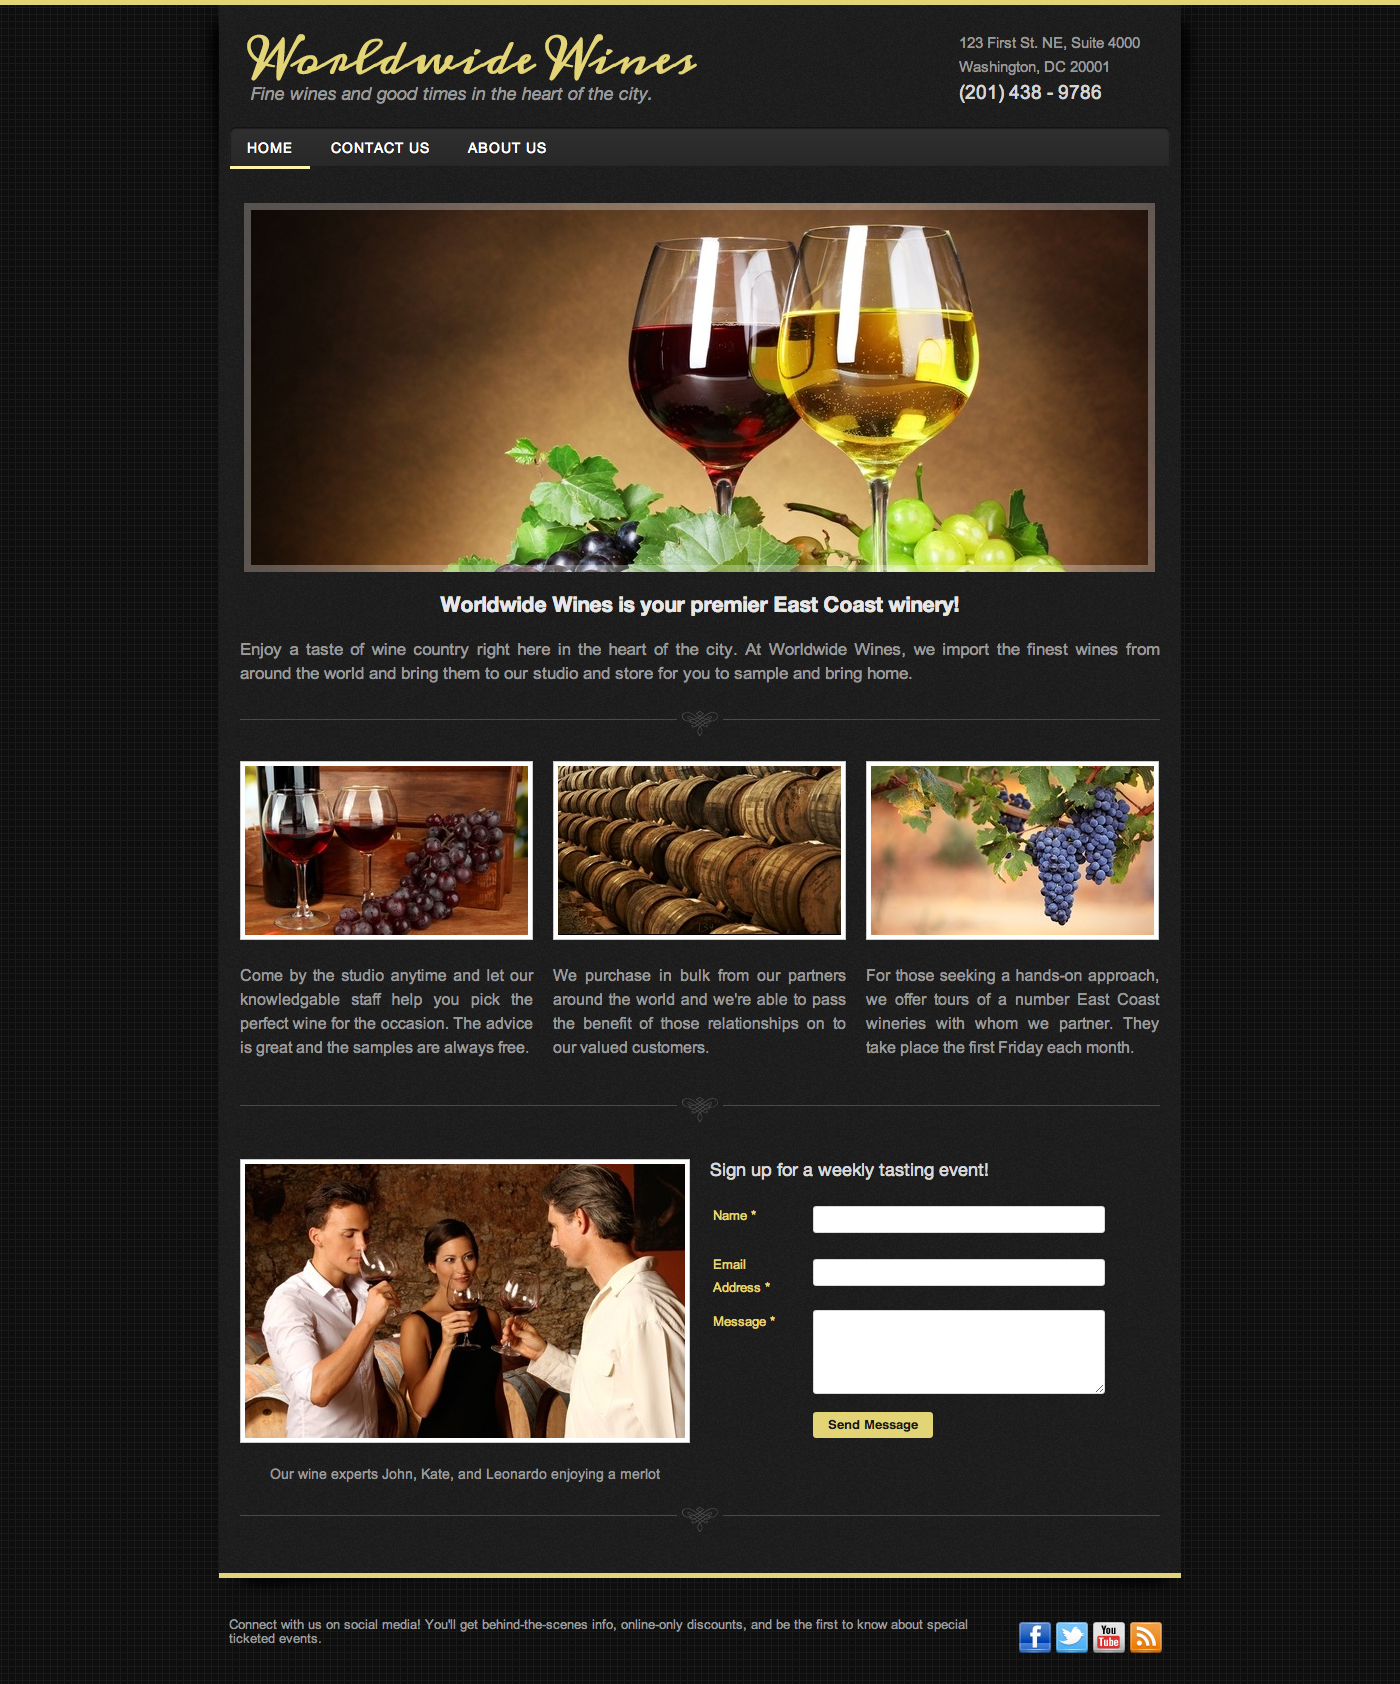 Worldwide Wines
Fine wines and good times in the heart of the city.
123 First St. NE, Suite 4000
Washington, DC 20001
(201) 438 - 9786
HOME CONTACT US ABOUT US
Worldwide Wines is your premier East Coast winery!
Enjoy a taste of wine country right here in the heart of the city. At Worldwide Wines, we import the finest wines from
around the world and bring them to our studio and store for you to sample and bring home.
Come by the studio anytime and let our
knowledgable staff help you pick the
perfect wine for the occasion. The advice
is great and the samples are always free.
We purchase in bulk from our partners
around the world and we're able to pass
the benefit of those relationships on to
our valued customers.
For those seeking a hands-on approach,
we offer tours of a number East Coast
wineries with whom we partner. They
take place the first Friday each month.
Our wine experts John, Kate, and Leonardo enjoying a merlot
Sign up for a weekly tasting event!
Name *
Email
Address *
Message *
Send Message
Connect with us on social media! You'll get behind-the-scenes info, online-only discounts, and be the first to know about special
ticketed events.
f
You
Tube